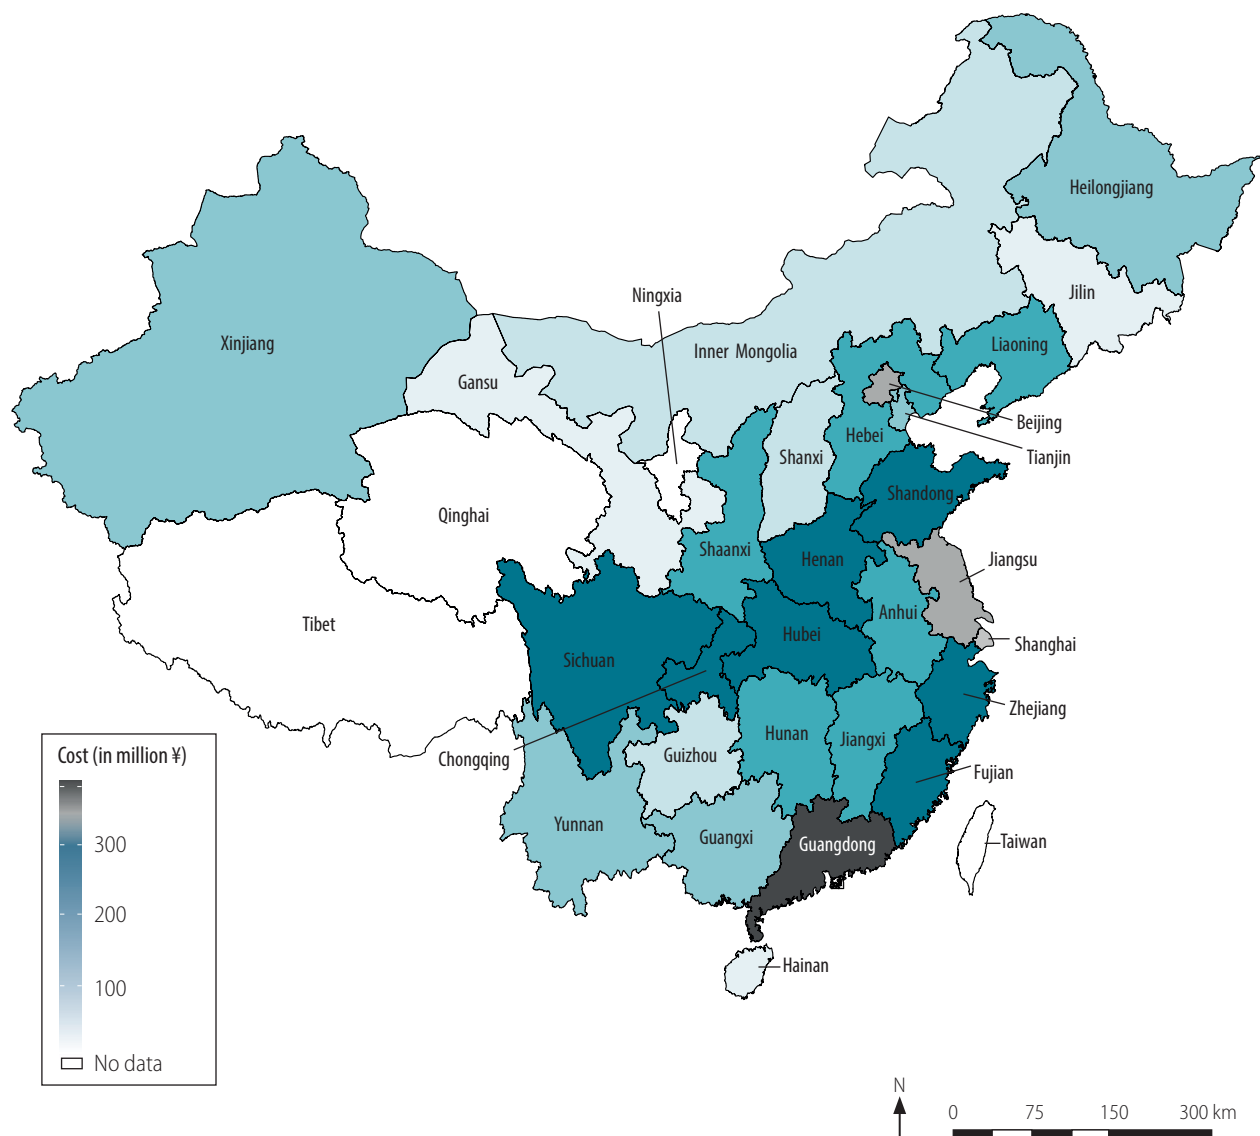 Heilongjiang
Jilin
Ningxia
Xinjiang
Inner Mongolia
Liaoning
Gansu
Beijing
Hebei
Tianjin
Shanxi
Shandong
Qinghai
Shaanxi
Henan
Jiangsu
Anhui
Tibet
Hubei
Shanghai
Sichuan
Zhejiang
Hunan
Jiangxi
Chongqing
Guizhou
Fujian
Yunnan
Guangxi
Guangdong
Taiwan
Hainan
Cost (in million ¥)
300
200
100
No data
N
0 75 150 300 km